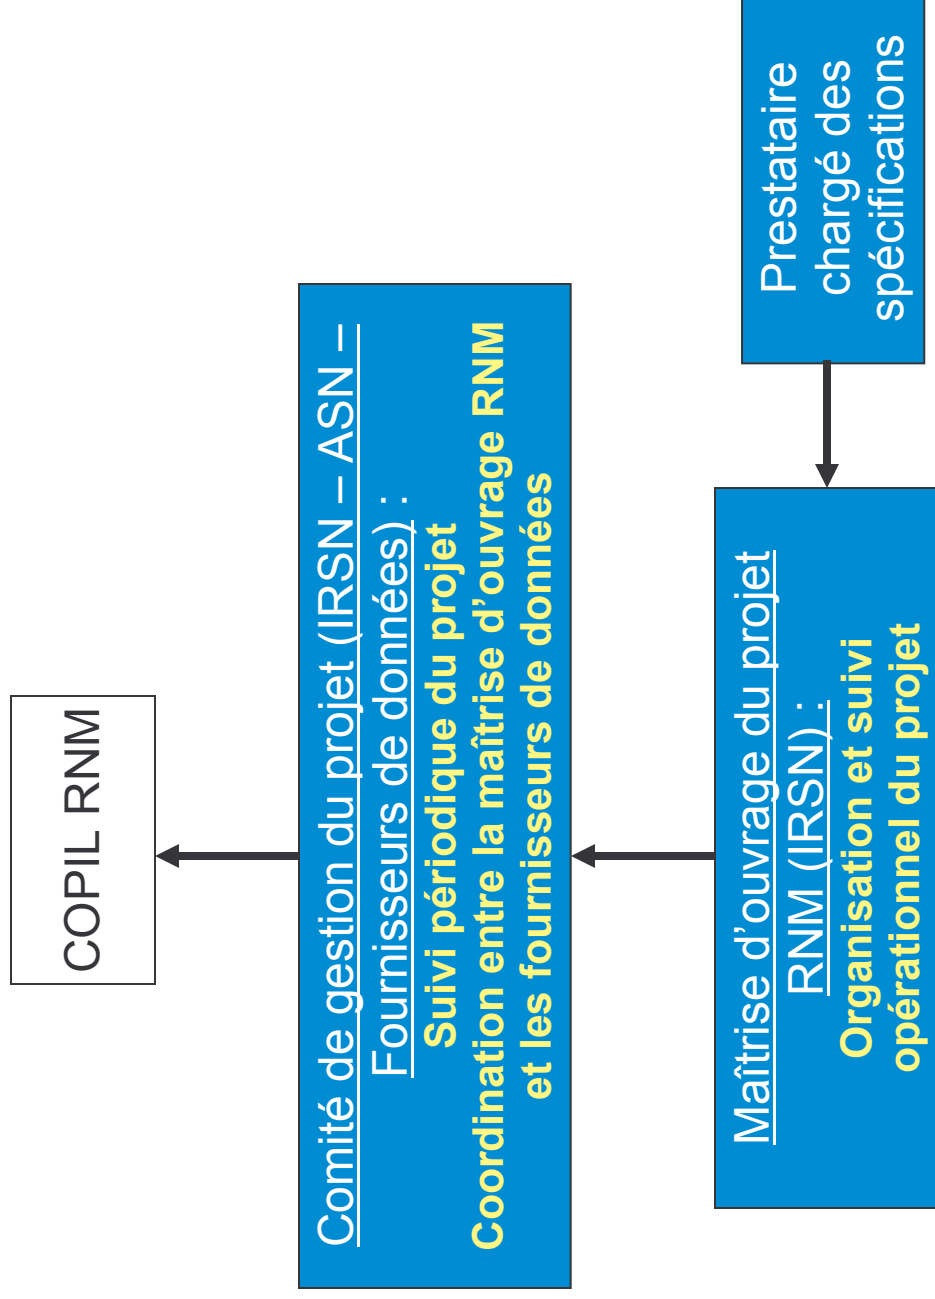 COPIL RNM
Comité de gestion du projet (IRSN – ASN –
Fournisseurs de données) :
Suivi périodique du projet
Coordination entre la maîtrise d’ouvrage RNM
et les fournisseurs de données
Maîtrise d’ouvrage du projet
RNM (IRSN) :
Organisation et suivi
opérationnel du projet
Prestataire
chargé des
spécifications